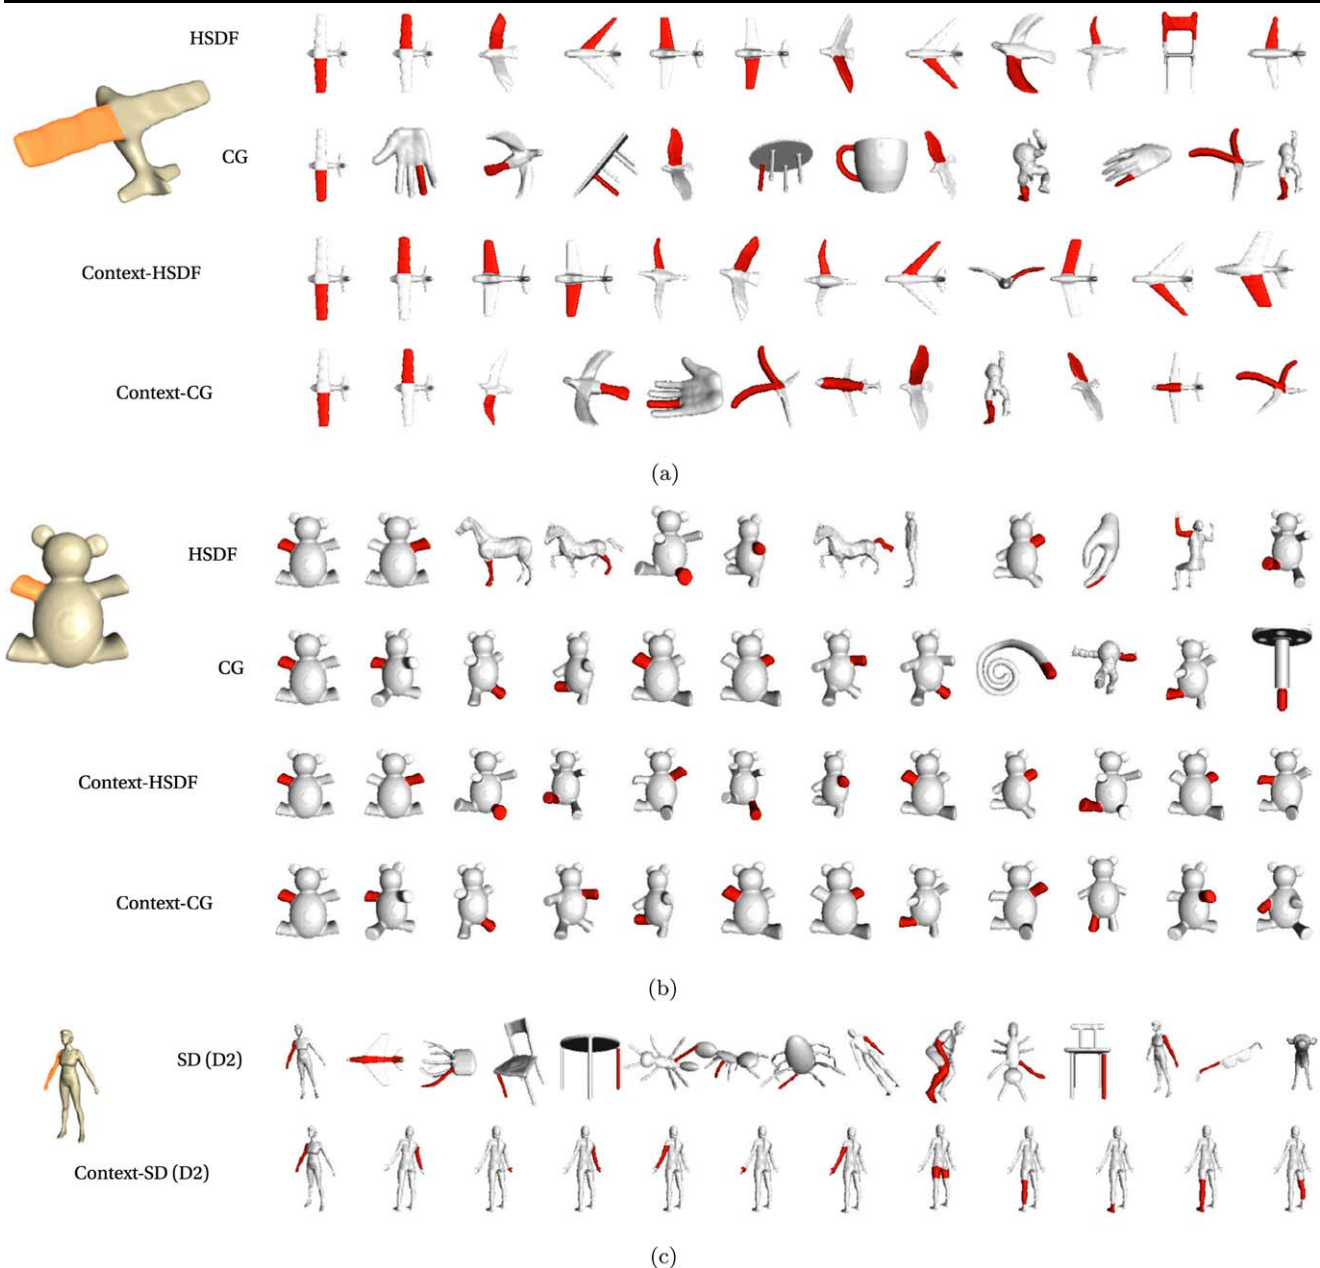 HSDF
CG
Context-HSDF
Context-CG
(a)
HSDF
CG
Context-HSDF
Context-CG
(b)
SD (D2)
Context-SD (D2)
(c)